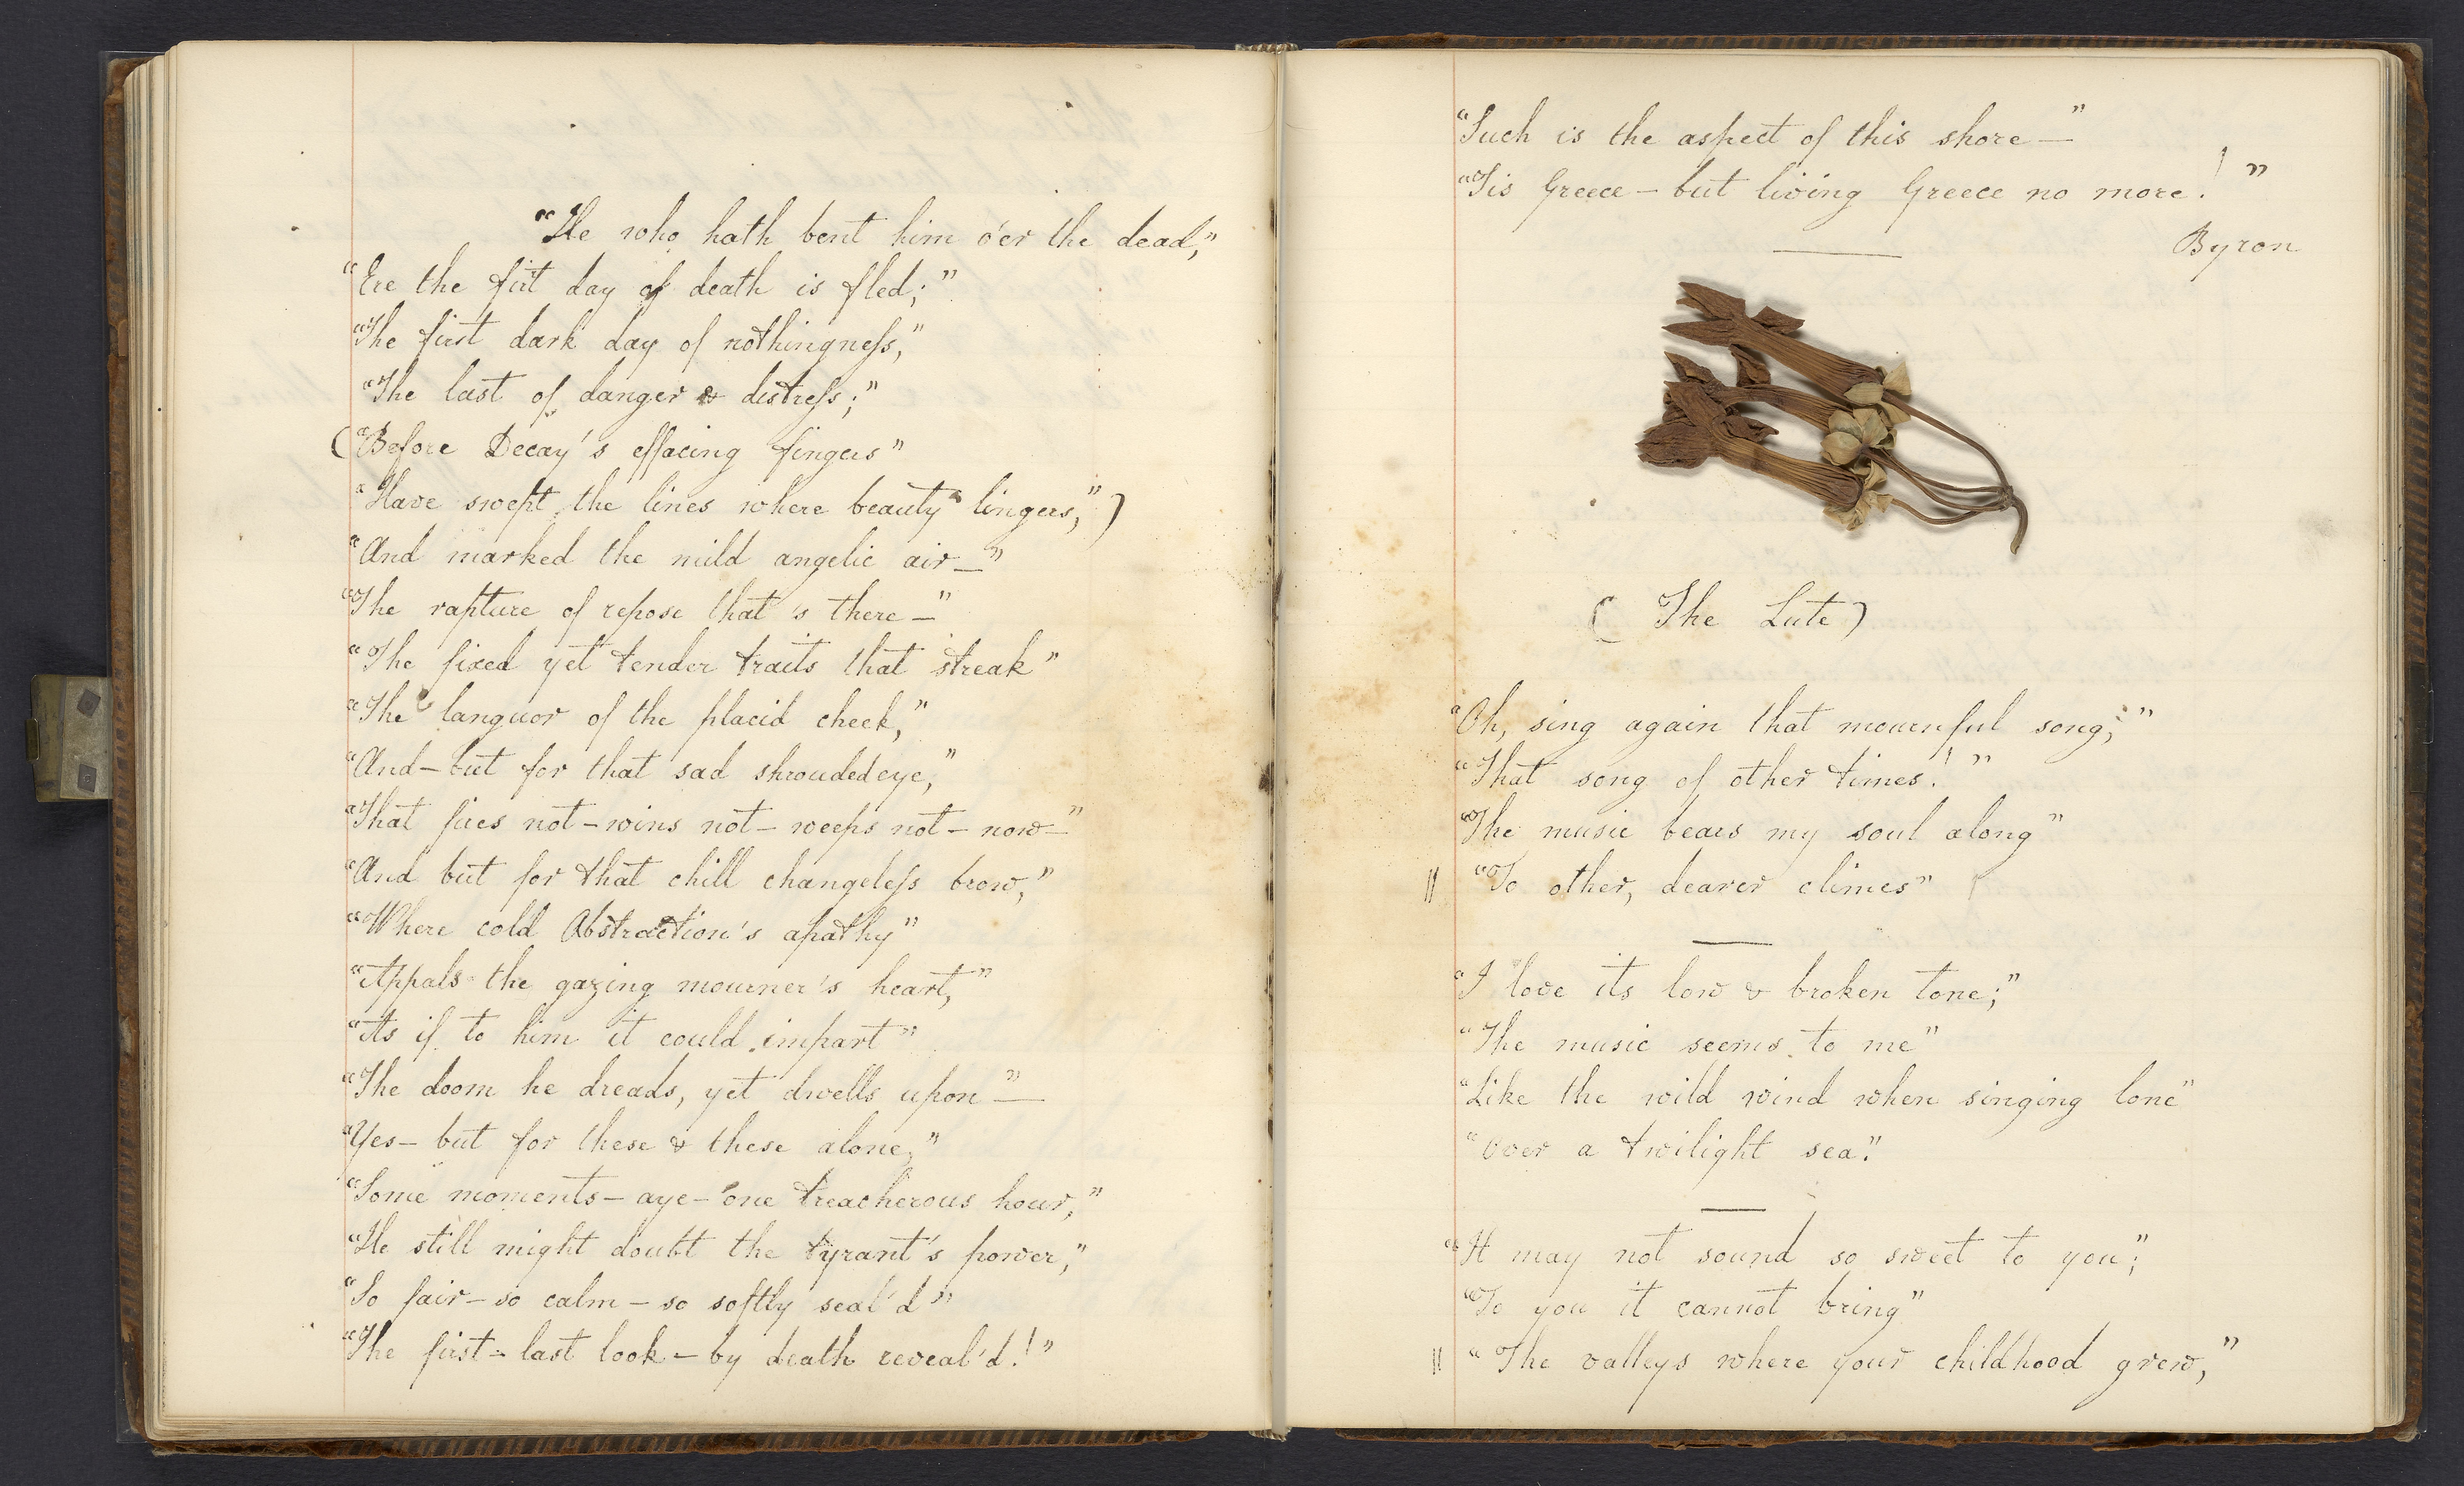 “He who hath bent him o'er the dead,”
“Ere the first day of death is fled;”
“The first dark day of nothingness,”
“The last of danger & distress;”
(“Before Decay's effacing fingers”
“Have swept the lines where beauty lingers,”)
“And marked the mild angelic air—”
“The rapture of repose that's there—”
“The fixed yet tender traits that streak”
“The languor of the placid cheek,”
“And—but for that sad shrouded eye,”
“That fires not—wins not—weeps not—now—”
“And but for that chill changeless brow,”
“Where cold Abstraction's apathy”
“Appals the gazing mourner's heart,”
“As if to him it could impart”
“The doom he dreads, yet dwells upon—”
“Yes—but for these & these alone,”
“Some moments—aye—one treacherous hour,”
“He still might doubt the tyrant's power,”
“So fair—so calm—so softly seal'd”
“The first—last look—by death reveal'd!”
“Such is the aspect of this shore—”
“'Tis Greece—but living Greece no more!”
Byron
(The Lute)
“Oh, sing again that mournful song;”
“That song of other times!”
“The music bears my soul along”
“To other, dearer climes”
“I love its low & broken tone;”
“The music seems to me”
“Like the wild wind when singing lone”
“Over a twilight sea.”
“It may not sound so sweet to you”;
“To you it cannot bring”
“The valleys where your childhood grew,”